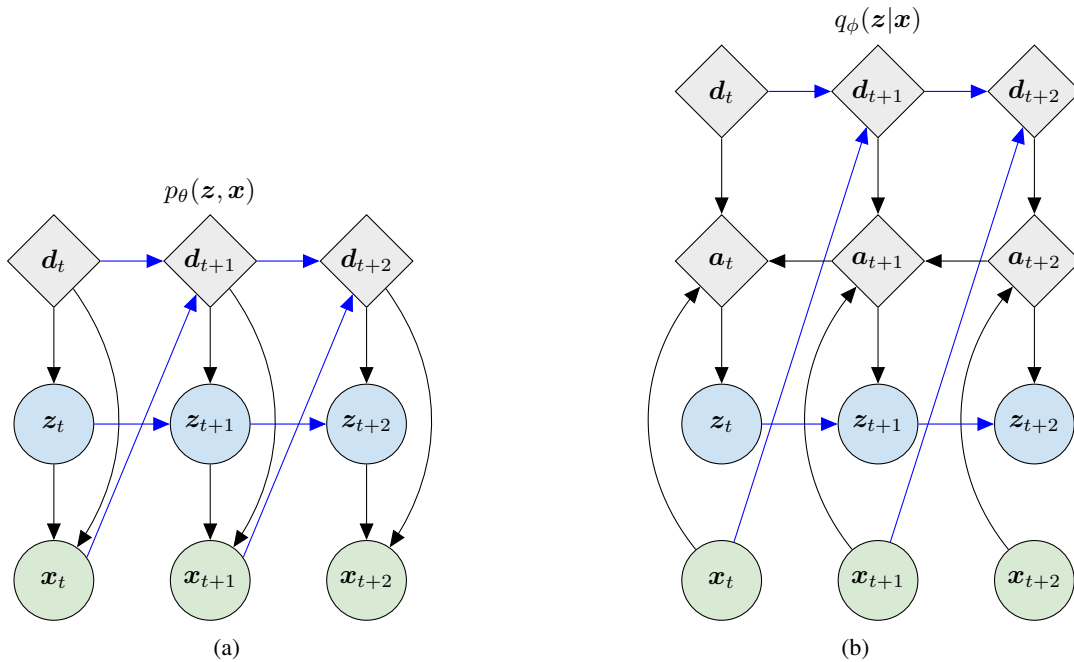 p_θ(z, x)
d_t d_{t+1} d_{t+2}
z_t z_{t+1} z_{t+2}
x_t x_{t+1} x_{t+2}
(a)
q_ϕ(z|x)
d_t d_{t+1} d_{t+2}
a_t a_{t+1} a_{t+2}
z_t z_{t+1} z_{t+2}
x_t x_{t+1} x_{t+2}
(b)